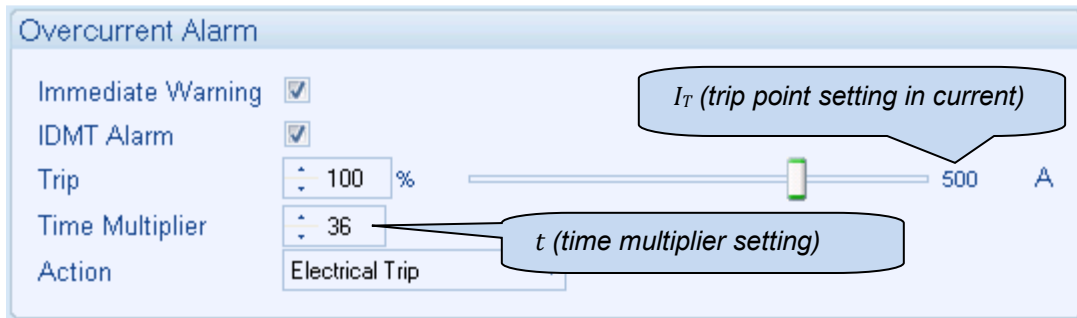 Overcurrent Alarm
Immediate Warning
IT (trip point setting in current)
IDMT Alarm
Trip 100 % 500 A
Time Multiplier 36
t (time multiplier setting)
Action Electrical Trip